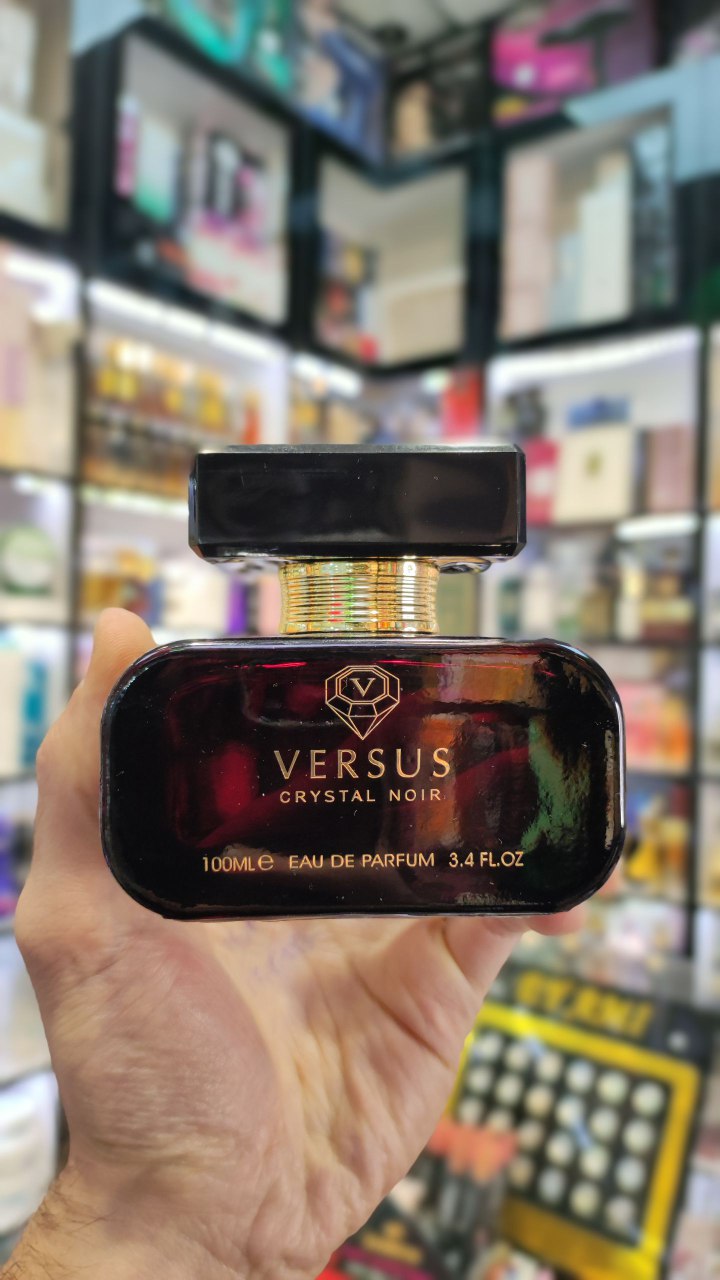 V
VERSUS
CRYSTAL NOIR
100ML℮ EAU DE PARFUM 3.4 FL.OZ